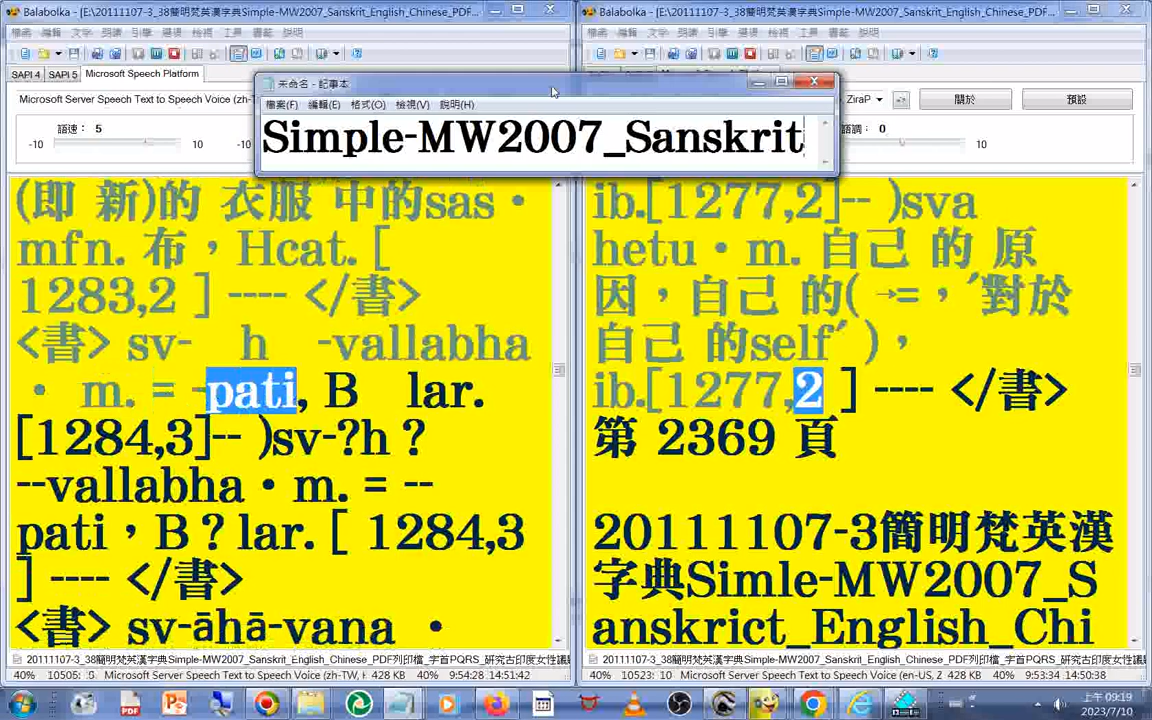 Balabolka - [E:\20111107-3_38簡明梵英漢字典Simple-MW2007_Sanskrit_English_Chinese_PDF...
Balabolka - [E:\20111107-3_38簡明梵英漢字典Simple-MW2007_Sanskrit_English_Chinese_PDF...
SAPI 4 SAPI 5 Microsoft Speech Platform
未命名 - 記事本
檔案(F) 編輯(E) 格式(O) 檢視(V) 說明(H)
Simple-MW2007_Sanskrit
Microsoft Server Speech Text to Speech Voice (zh-
ZiraP 關於 預設
語速: 5
語調: 0
-10 10
10
(即 新)的 衣服 中的sas•
mfn. 布，Hcat. [
1283,2 ] ---- </書>
<書> sv- h -vallabha
• m. = -pati, B lar.
[1284,3]-- )sv-?h ?
--vallabha • m. = --
pati，B ? lar. [ 1284,3
] ---- </書>
<書> sv-āhā-vana •
ib.[1277,2]-- )sva
hetu • m. 自己 的 原
因，自己 的( →=，′對於
自己 的self′ )，
ib.[1277,2 ] ---- </書>
第 2369 頁
20111107-3簡明梵英漢
字典Simle-MW2007_S
anskrict_English_Chi
20111107-3_38簡明梵英漢字典Simple-MW2007_Sanskrit_English_Chinese_PDF列印檔_字首PQRS_研究古印度女性議
20111107-3_38簡明梵英漢字典Simple-MW2007_Sanskrit_English_Chinese_PDF列印檔_字首PQRS_研究古印度女性議
40% 10505: :9 Microsoft Server Speech Text to Speech Voice (zh-TW, H 428 KB 40% 9:54:28 - 14:51:42
40% 10523: :10 Microsoft Server Speech Text to Speech Voice (en-US, Z 428 KB 40% 9:53:04 - 14:50:38
上午 09:19
2023/7/10